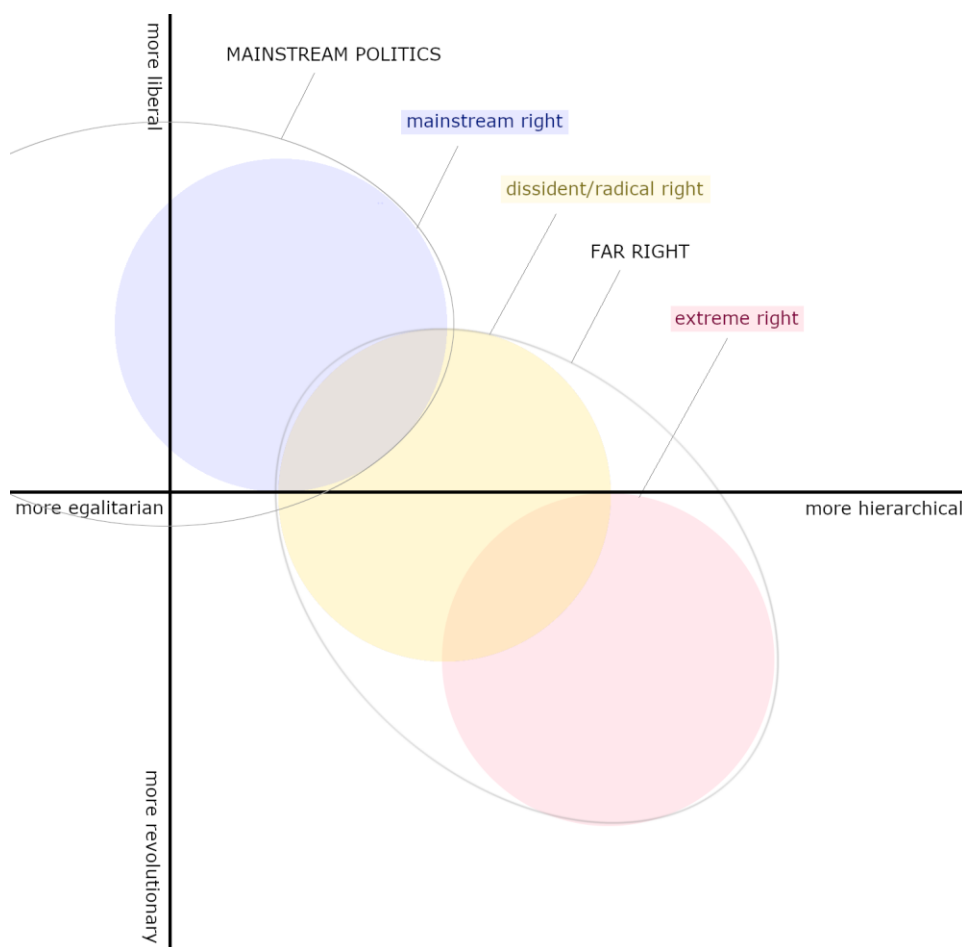 more liberal
MAINSTREAM POLITICS
mainstream right
dissident/radical right
FAR RIGHT
extreme right
more egalitarian
more hierarchical
more revolutionary